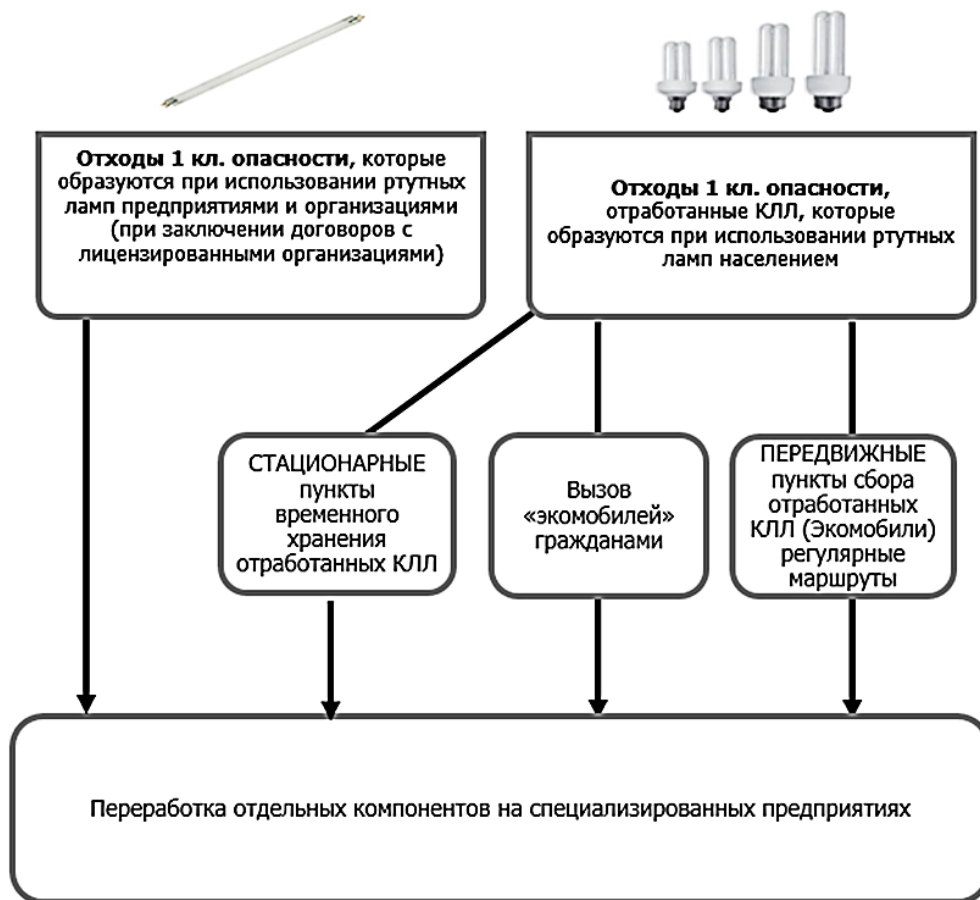 Отходы 1 кл. опасности, которые
образуются при использовании ртутных
ламп предприятиями и организациями
(при заключении договоров с
лицензированными организациями)
Отходы 1 кл. опасности,
отработанные КЛЛ, которые
образуются при использовании ртутных
ламп населением
СТАЦИОНАРНЫЕ
пункты
временного
хранения
отработанных КЛЛ
Вызов
«экомобилей»
гражданами
ПЕРЕДВИЖНЫЕ
пункты сбора
отработанных
КЛЛ (Экомобили)
регулярные
маршруты
Переработка отдельных компонентов на специализированных предприятиях